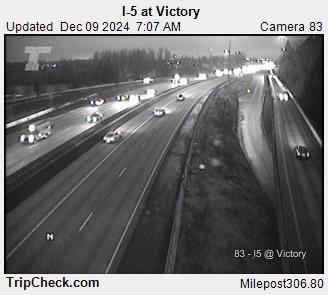 I-5 at Victory
Updated Dec 09 2024 7:07 AM
Camera 83
T
N
83 - I5 @ Victory
TripCheck.com
Milepost306.80